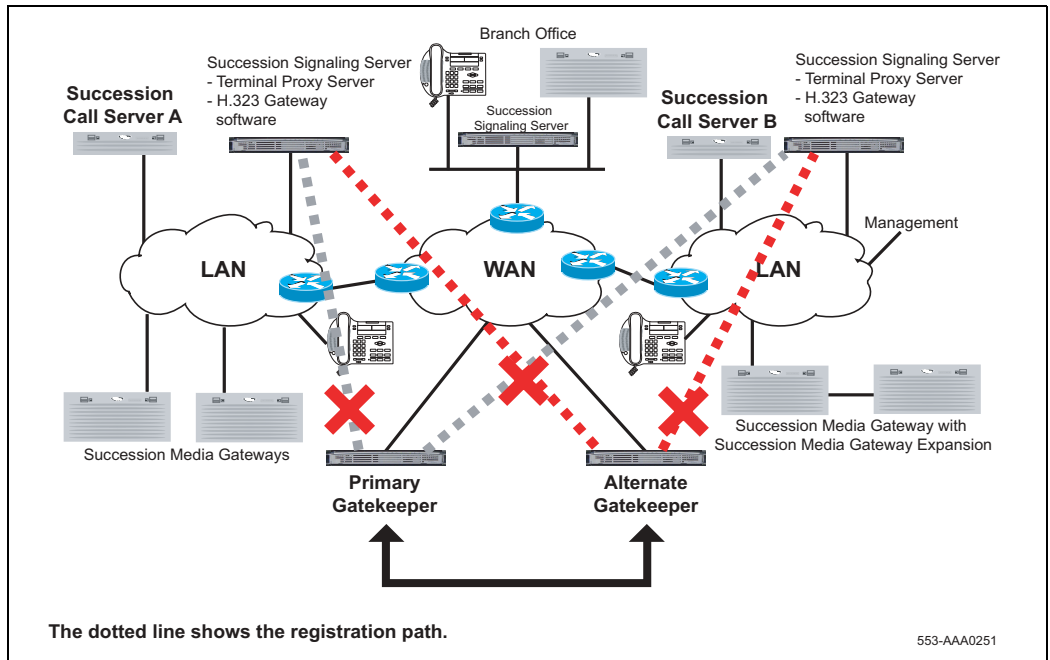 Branch Office
Succession Signaling Server
- Terminal Proxy Server
- H.323 Gateway
software
Succession Signaling Server
- Terminal Proxy Server
- H.323 Gateway
software
Succession
Call Server A
Succession
Signaling Server
Succession
Call Server B
Management
LAN
WAN
LAN
Succession Media Gateways
Succession Media Gateway with
Succession Media Gateway Expansion
Primary
Gatekeeper
Alternate
Gatekeeper
The dotted line shows the registration path.
553-AAA0251